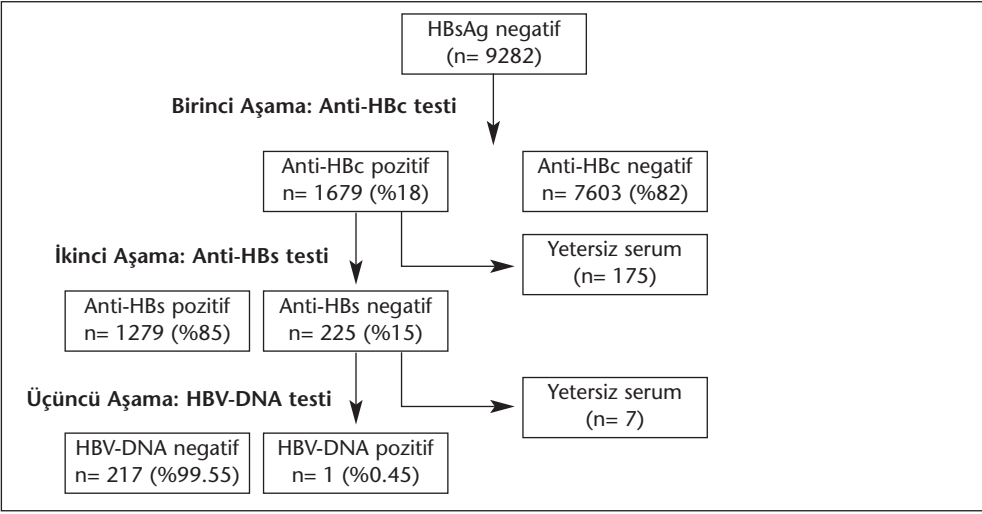 HBsAg negatif
(n= 9282)
Birinci Aşama: Anti-HBc testi
Anti-HBc pozitif
n= 1679 (%18)
Anti-HBc negatif
n= 7603 (%82)
İkinci Aşama: Anti-HBs testi
Yetersiz serum
(n= 175)
Anti-HBs pozitif
n= 1279 (%85)
Anti-HBs negatif
n= 225 (%15)
Üçüncü Aşama: HBV-DNA testi
Yetersiz serum
(n= 7)
HBV-DNA negatif
n= 217 (%99.55)
HBV-DNA pozitif
n= 1 (%0.45)